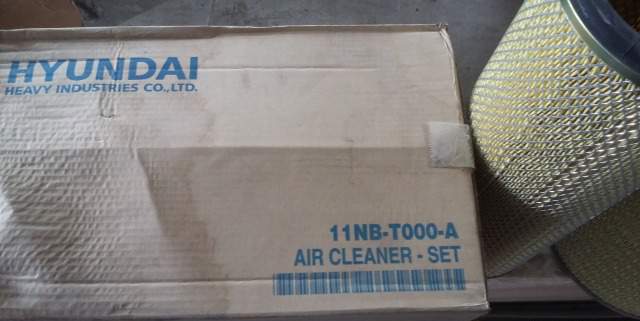 HYUNDAI
HEAVY INDUSTRIES CO.,LTD.
11NB-T000-A
AIR CLEANER - SET